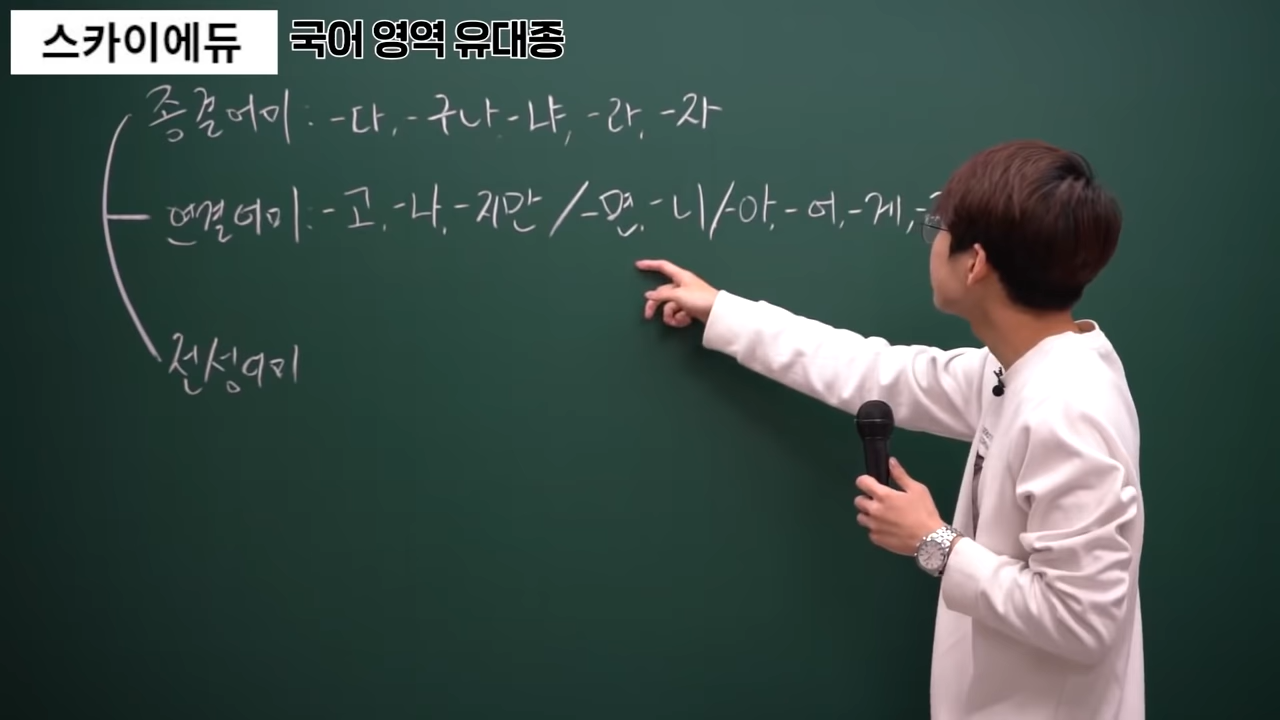 스카이에듀
국어 영역 유대종
종결어미: -다, -구나, -냐, -라, -자
연결어미: -고, -나, -지만 / -면, -니 / -아, -어, -게,
전성어미